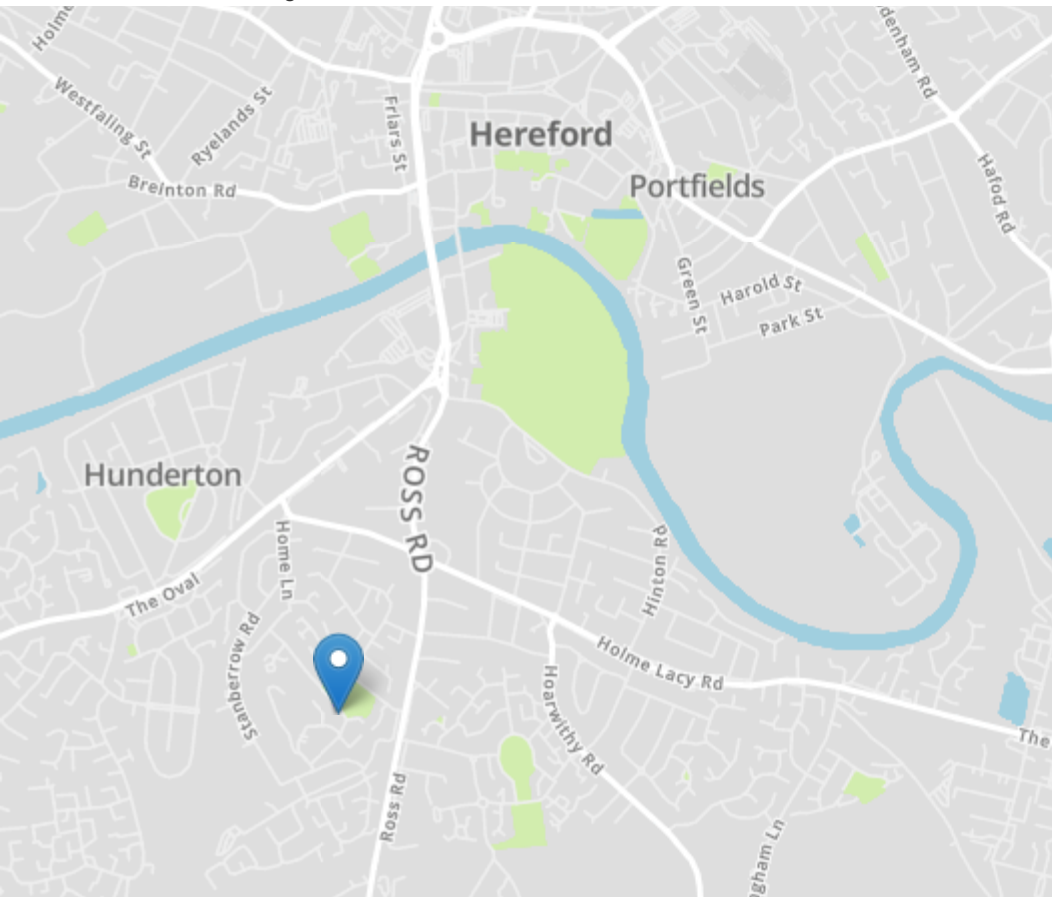 Holme
Westfaling St
Ryelands St
Friars St
denham Rd
Hereford
Breinton Rd
Portfields
Hafod Rd
Green St
Harold St
Park St
Hunderton
ROSS RD
Home Ln
Hinton Rd
The Oval
Stanberrow Rd
Holme Lacy Rd
Hoarwithy Rd
The
Ross Rd
gham Ln